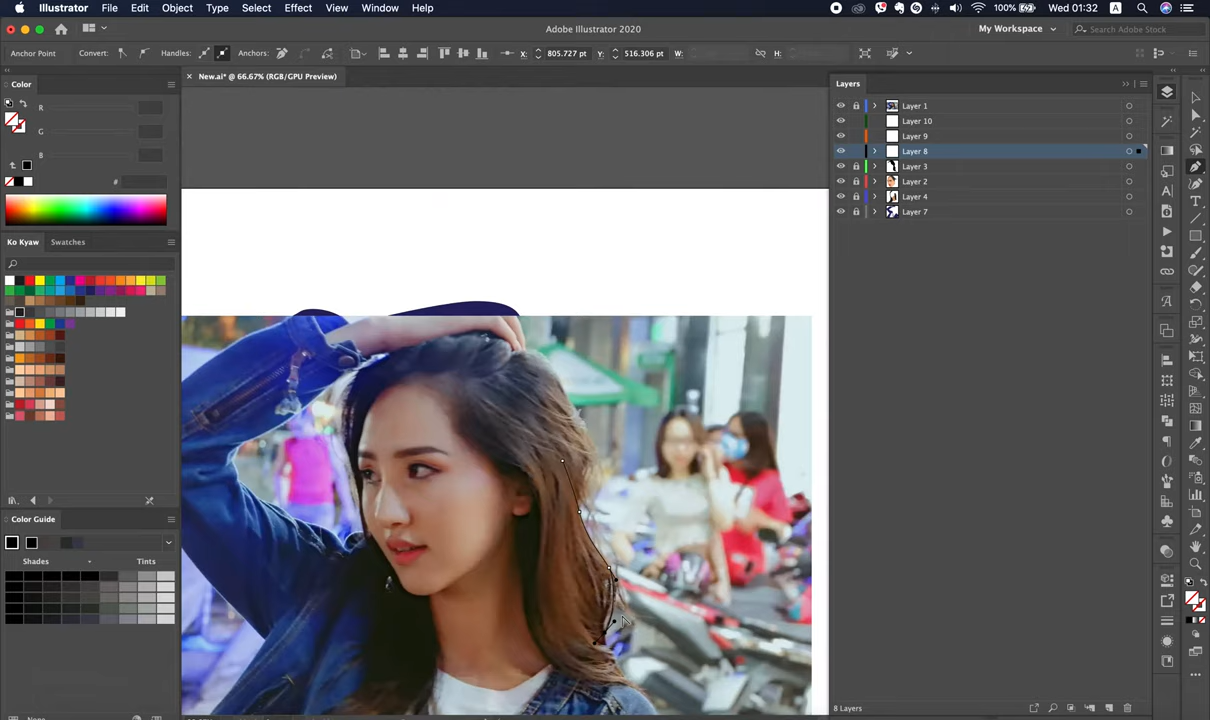 Illustrator File Edit Object Type Select Effect View Window Help 100% Wed 01:32 A
Adobe Illustrator 2020 My Workspace Search Adobe Stock
Anchor Point Convert: Handles: Anchors: X: 805.727 pt Y: 516.306 pt W: H:
New.ai* @ 66.67% (RGB/GPU Preview)
Color
R
G
B
#
Ko Kyaw Swatches
Color Guide
Shades Tints
None
Layers
Layer 1
Layer 10
Layer 9
Layer 8
Layer 3
Layer 2
Layer 4
Layer 7
8 Layers